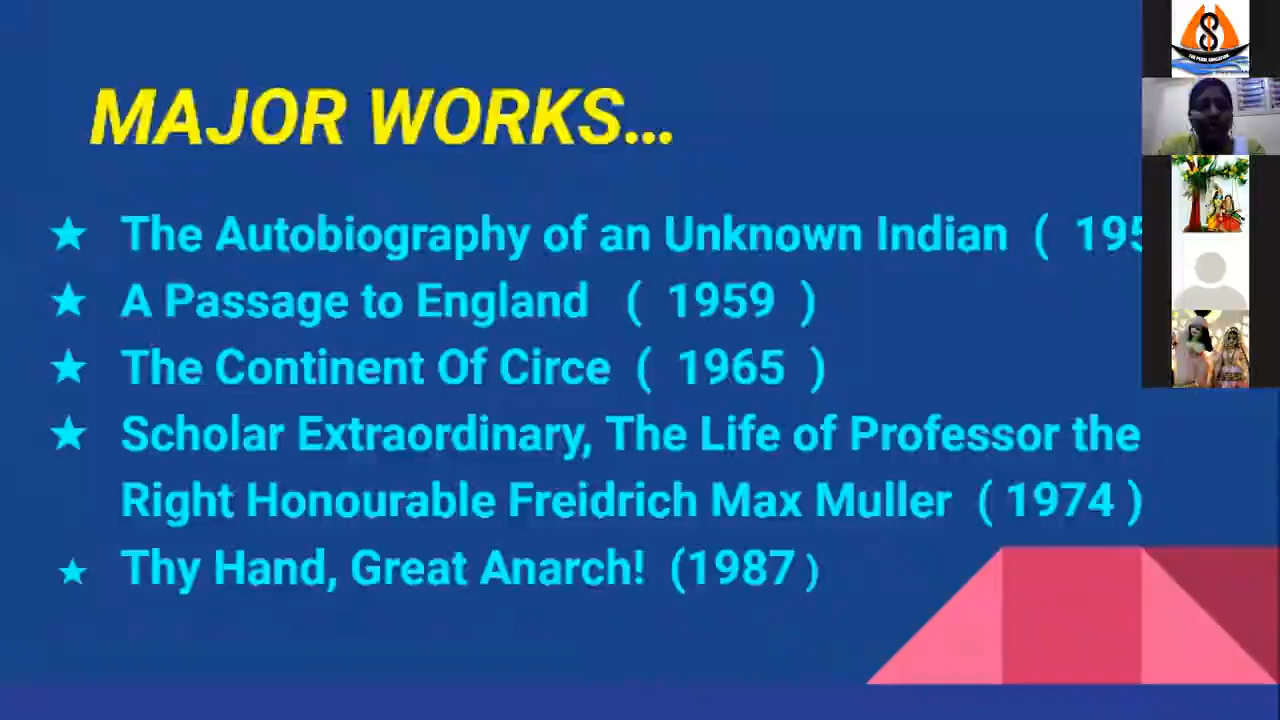 MAJOR WORKS...
★ The Autobiography of an Unknown Indian ( 195
★ A Passage to England ( 1959 )
★ The Continent Of Circe ( 1965 )
★ Scholar Extraordinary, The Life of Professor the
Right Honourable Freidrich Max Muller ( 1974 )
★ Thy Hand, Great Anarch! (1987 )